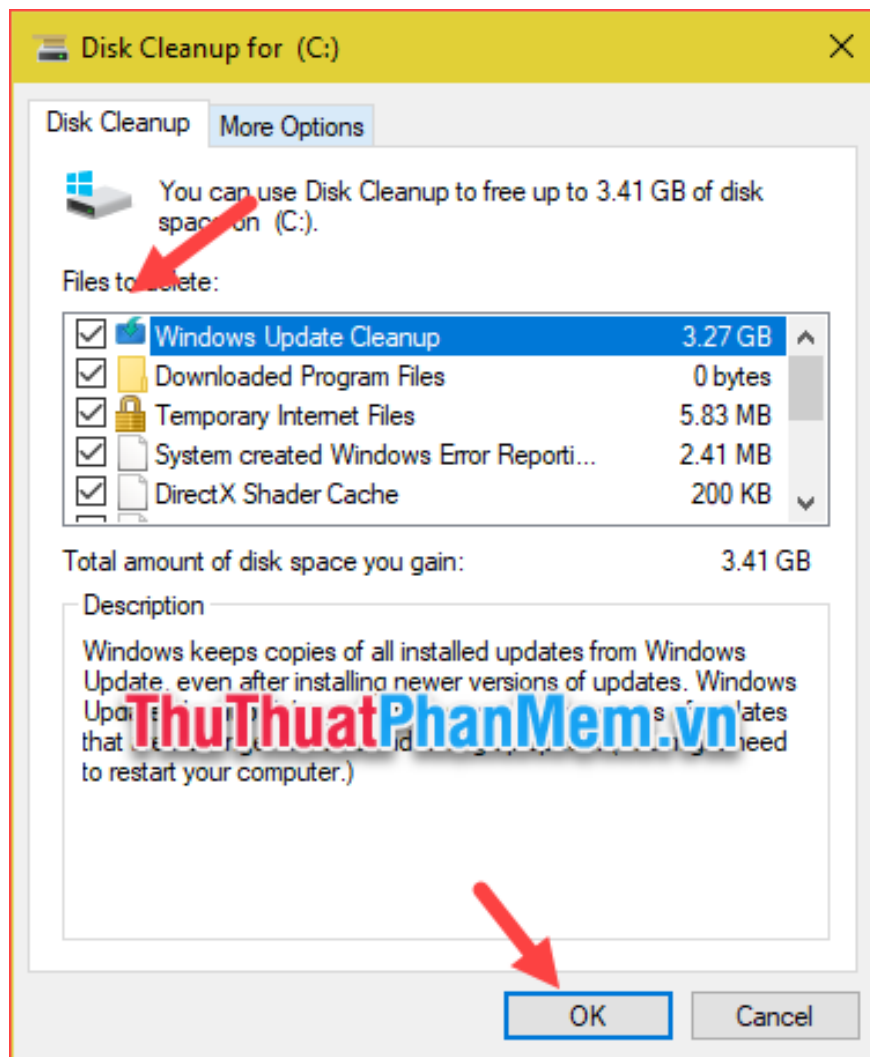 Disk Cleanup for (C:)
Disk Cleanup
More Options
You can use Disk Cleanup to free up to 3.41 GB of disk
space on (C:).
Files to delete:
Windows Update Cleanup 3.27 GB
Downloaded Program Files 0 bytes
Temporary Internet Files 5.83 MB
System created Windows Error Reporti... 2.41 MB
DirectX Shader Cache 200 KB
Total amount of disk space you gain: 3.41 GB
Description
Windows keeps copies of all installed updates from Windows
Update, even after installing newer versions of updates. Windows
ThuThuatPhanMem.vn
that need
to restart your computer.)
OK
Cancel